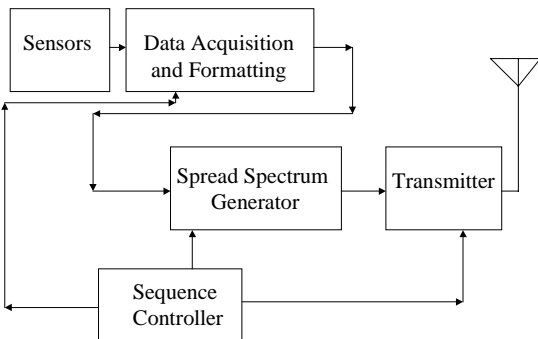 Sensors
Data Acquisition
and Formatting
Spread Spectrum
Generator
Transmitter
Sequence
Controller